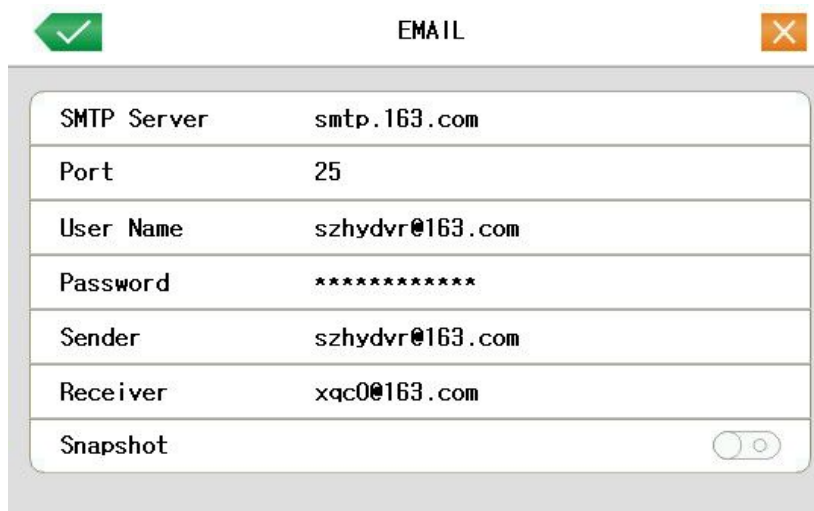 EMAIL
SMTP Server smtp.163.com
Port 25
User Name szhydvr@163.com
Password ************
Sender szhydvr@163.com
Receiver xqc0@163.com
Snapshot